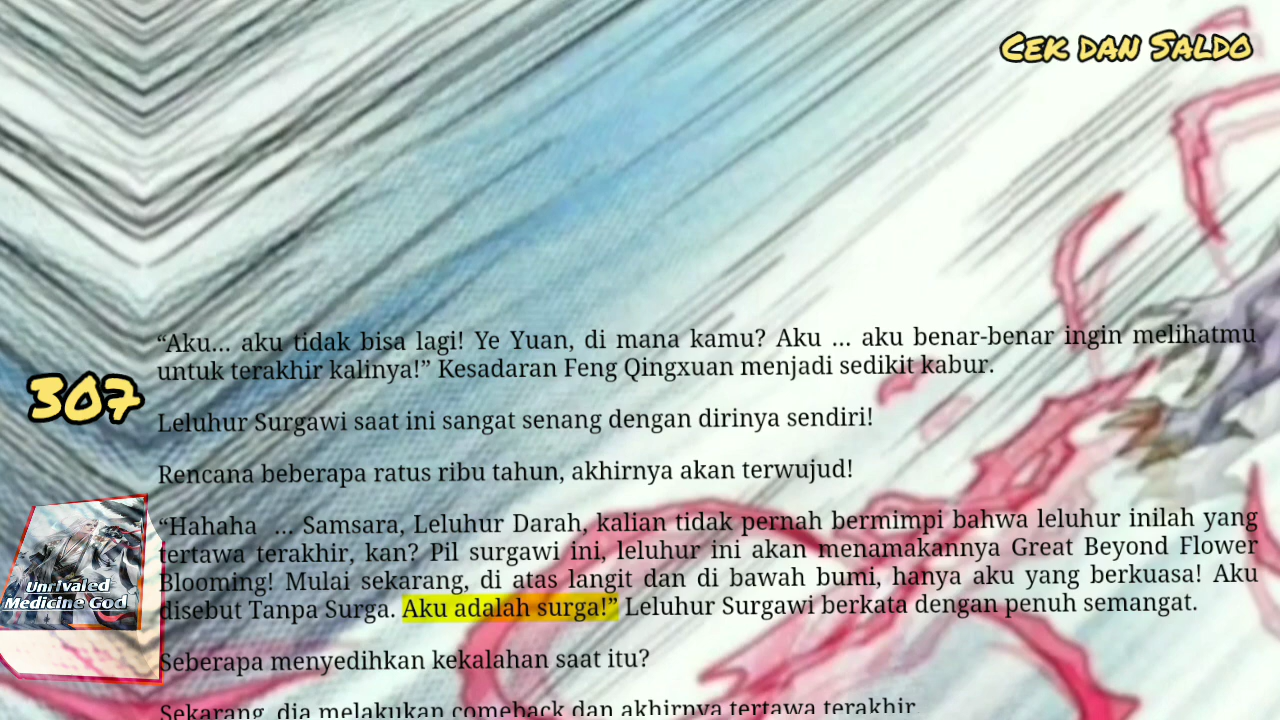 Cek dan Saldo
“Aku... aku tidak bisa lagi! Ye Yuan, di mana kamu? Aku ... aku benar-benar ingin melihatmu
untuk terakhir kalinya!” Kesadaran Feng Qingxuan menjadi sedikit kabur.
307
Leluhur Surgawi saat ini sangat senang dengan dirinya sendiri!
Rencana beberapa ratus ribu tahun, akhirnya akan terwujud!
“Hahaha ... Samsara, Leluhur Darah, kalian tidak pernah bermimpi bahwa leluhur inilah yang
tertawa terakhir, kan? Pil surgawi ini, leluhur ini akan menamakannya Great Beyond Flower
Blooming! Mulai sekarang, di atas langit dan di bawah bumi, hanya aku yang berkuasa! Aku
disebut Tanpa Surga. Aku adalah surga!” Leluhur Surgawi berkata dengan penuh semangat.
Unrivaled
Medicine God
Seberapa menyedihkan kekalahan saat itu?
Sekarang, dia melakukan comeback dan akhirnya tertawa terakhir